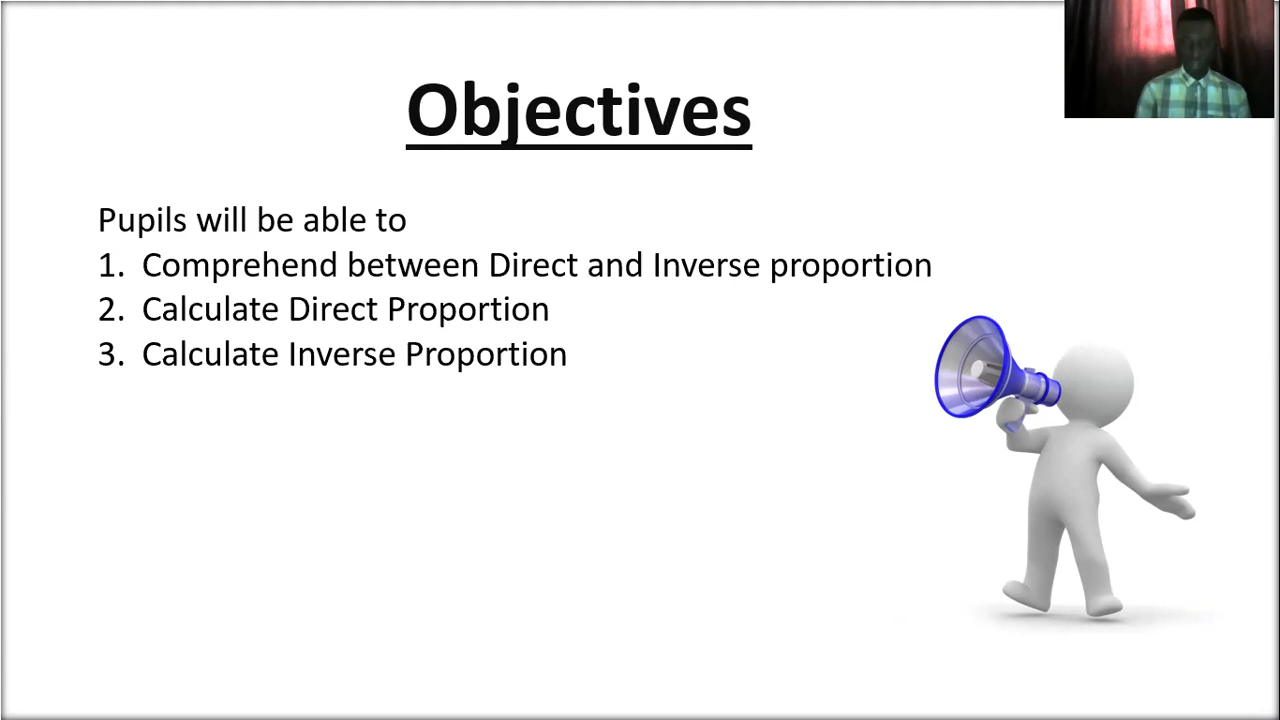 Objectives
Pupils will be able to
1. Comprehend between Direct and Inverse proportion
2. Calculate Direct Proportion
3. Calculate Inverse Proportion